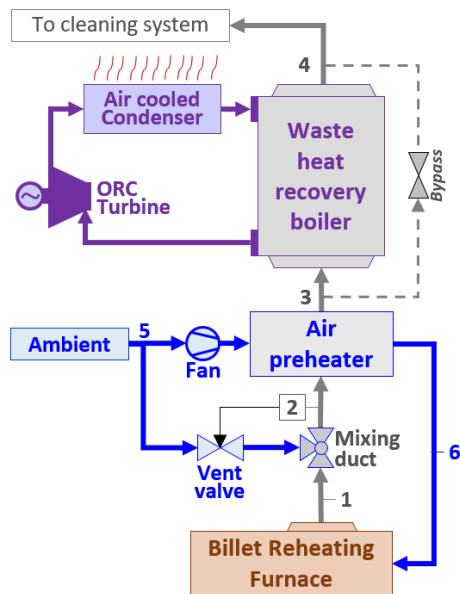 To cleaning system
4
Air cooled
Condenser
Waste
heat
recovery
boiler
Bypass
ORC
Turbine
3
5
Ambient
Fan
Air
preheater
2
Mixing
duct
Vent
valve
6
1
Billet Reheating
Furnace